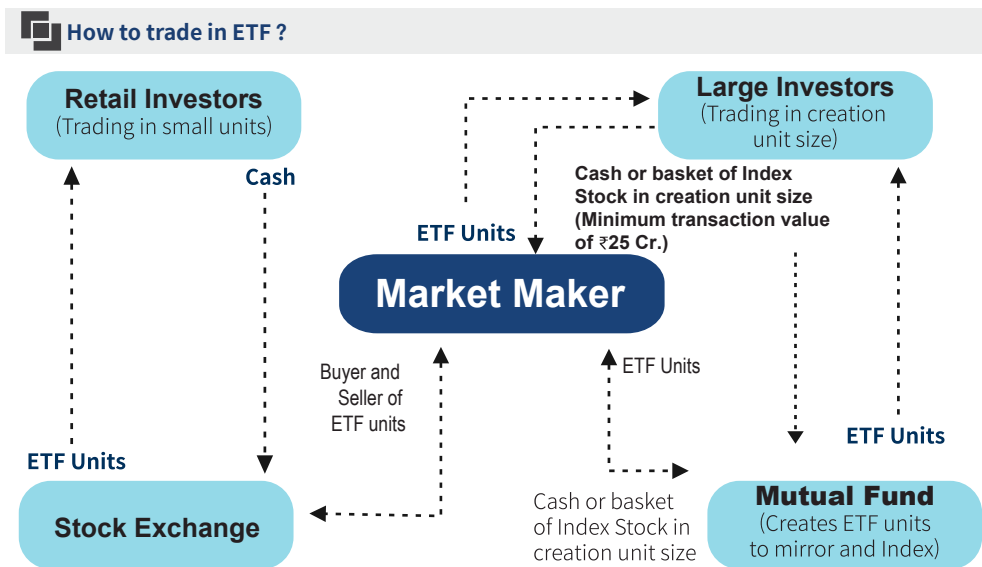 How to trade in ETF ?
Retail Investors
(Trading in small units)
Large Investors
(Trading in creation
unit size)
Cash
Cash or basket of Index
Stock in creation unit size
(Minimum transaction value
of ₹25 Cr.)
ETF Units
Market Maker
Buyer and
Seller of
ETF units
ETF Units
ETF Units
ETF Units
Stock Exchange
Cash or basket
of Index Stock in
creation unit size
Mutual Fund
(Creates ETF units
to mirror and Index)